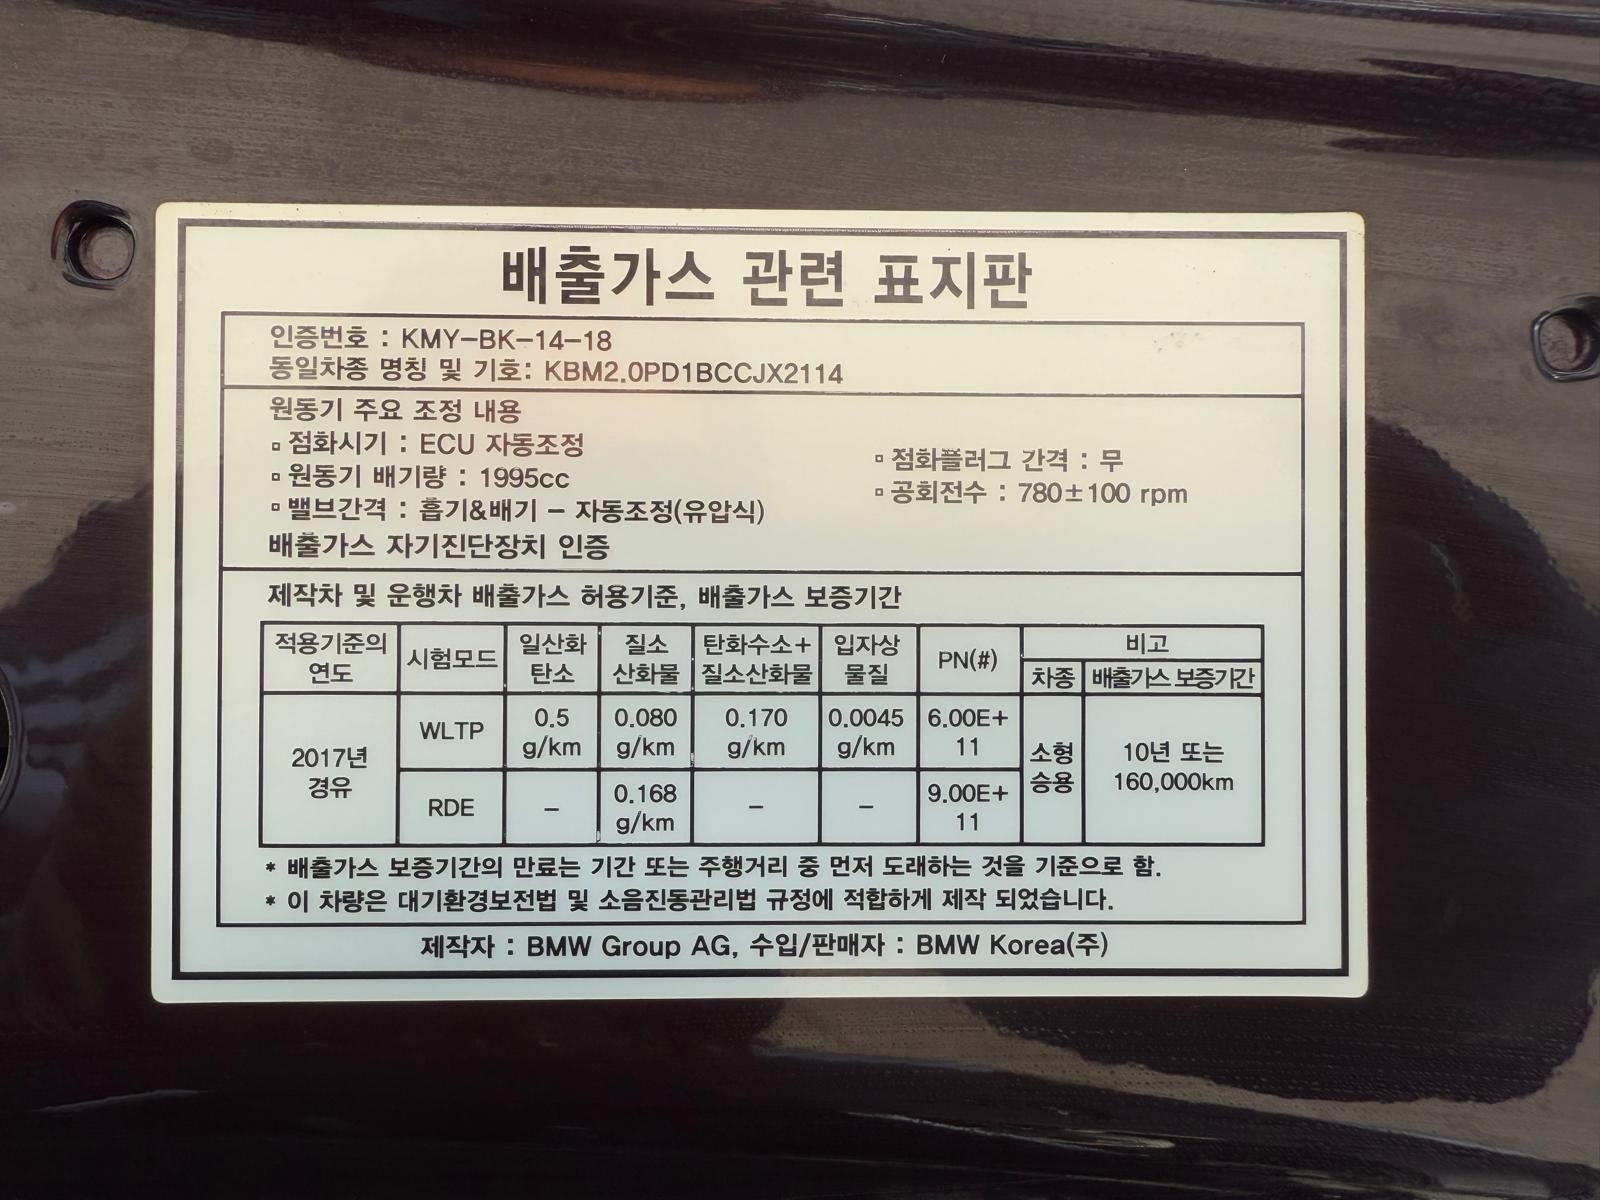 배출가스 관련 표지판
인증번호 : KMY-BK-14-18
동일차종 명칭 및 기호: KBM2.0PD1BCCJX2114
원동기 주요 조정 내용
▫ 점화시기 : ECU 자동조정
▫ 점화플러그 간격 : 무
▫ 원동기 배기량 : 1995cc
▫ 공회전수 : 780±100 rpm
▫ 밸브간격 : 흡기&배기 - 자동조정(유압식)
배출가스 자기진단장치 인증
제작차 및 운행차 배출가스 허용기준, 배출가스 보증기간
적용기준의 연도 시험모드 일산화 탄소 질소 산화물 탄화수소+ 질소산화물 입자상 물질 PN(#) 비고
차종 배출가스 보증기간
2017년 경유 WLTP 0.5 g/km 0.080 g/km 0.170 g/km 0.0045 g/km 6.00E+ 11 소형 승용 10년 또는 160,000km
RDE - 0.168 g/km - - 9.00E+ 11
* 배출가스 보증기간의 만료는 기간 또는 주행거리 중 먼저 도래하는 것을 기준으로 함.
* 이 차량은 대기환경보전법 및 소음진동관리법 규정에 적합하게 제작 되었습니다.
제작자 : BMW Group AG, 수입/판매자 : BMW Korea(주)